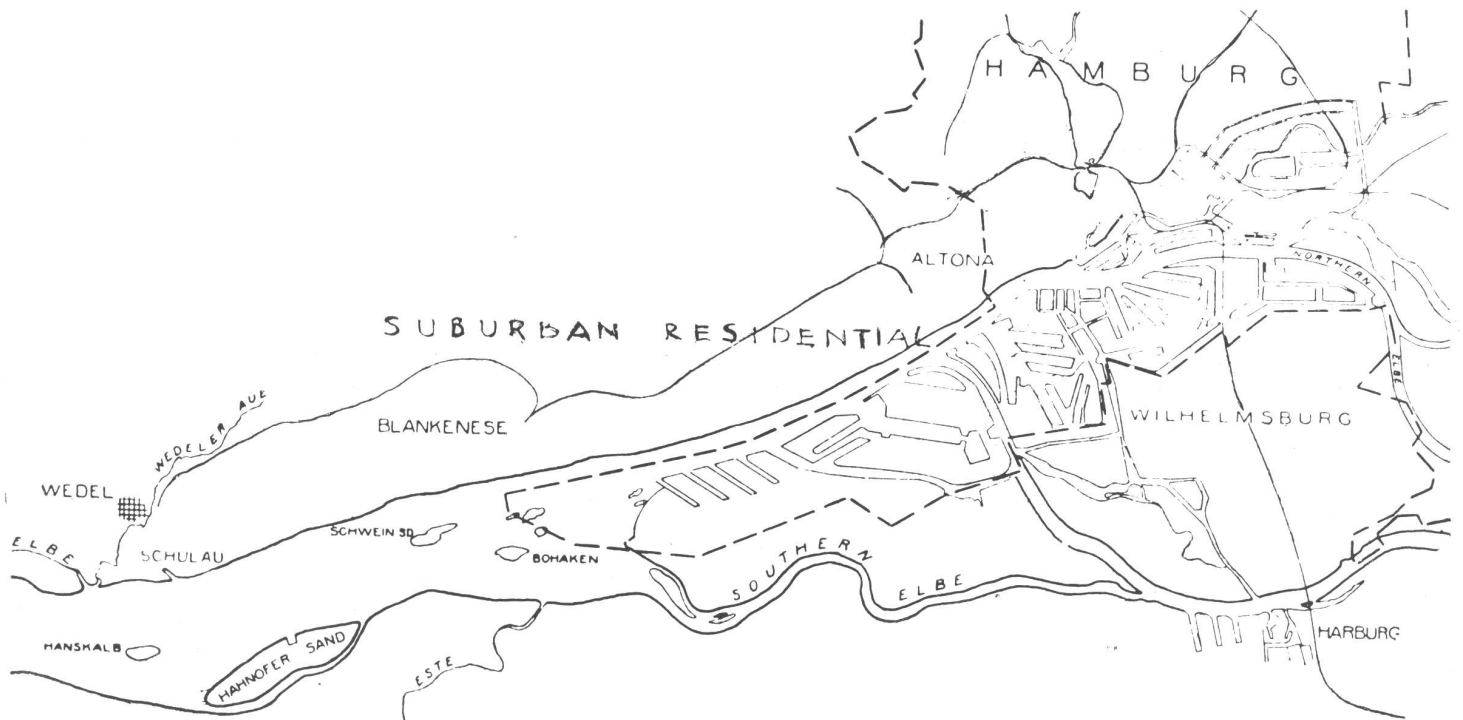 HAMBURG
ALTONA
NORTHERN
ELBE
SUBURBAN RESIDENTIAL
WILHELMSBURG
WEDELER AUE
BLANKENESE
WEDEL
SCHWEIN SD
BOHAKEN
ELBE
SCHULAU
SOUTHERN
ELBE
HANSKALB
HAHNOFER SAND
ESTE
HARBURG